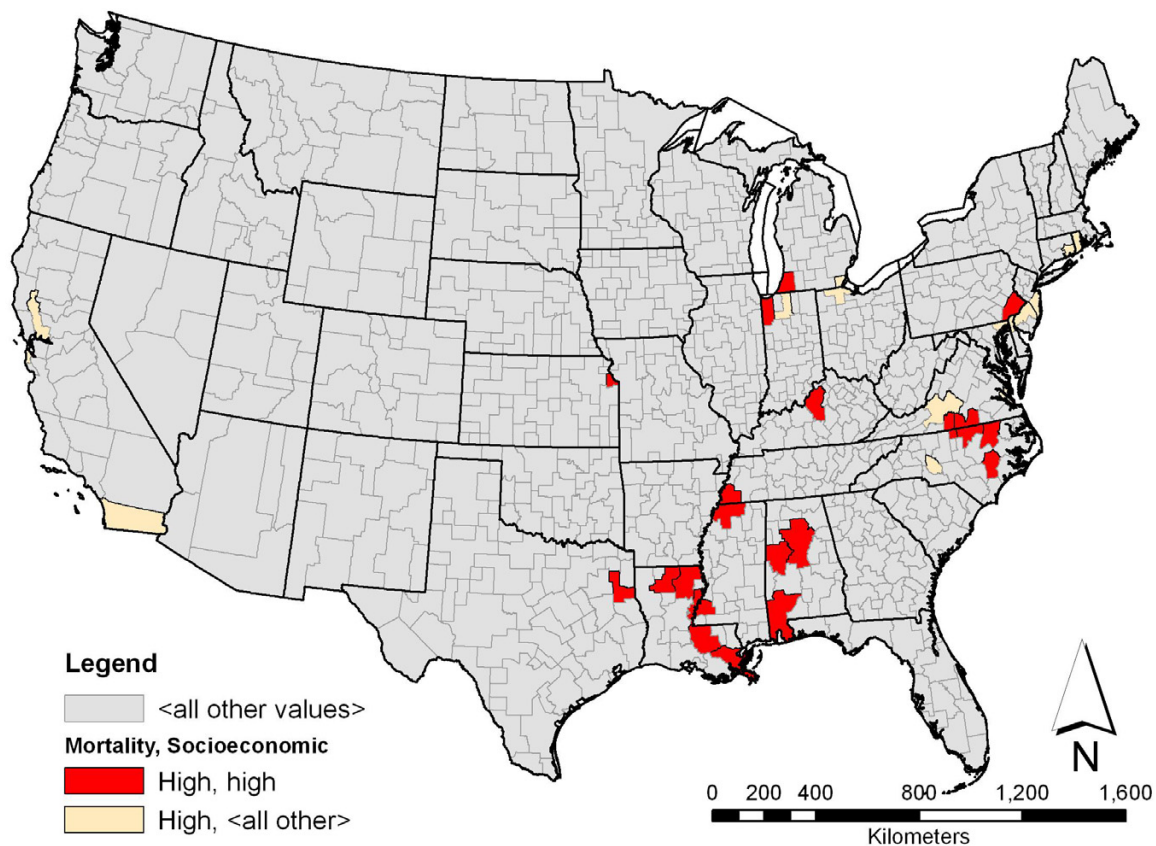 Legend
<all other values>
Mortality, Socioeconomic
High, high
High, <all other>
N
0 200 400 800 1,200 1,600
Kilometers